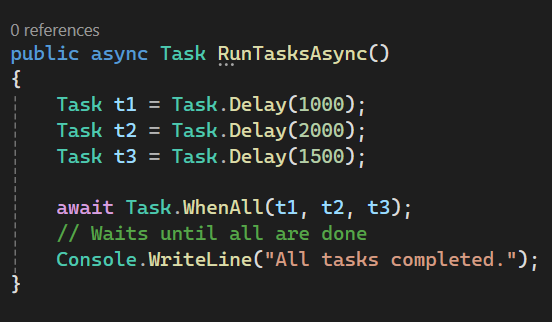 0 references
public async Task RunTasksAsync()
{
    Task t1 = Task.Delay(1000);
    Task t2 = Task.Delay(2000);
    Task t3 = Task.Delay(1500);

    await Task.WhenAll(t1, t2, t3);
    // Waits until all are done
    Console.WriteLine("All tasks completed.");
}